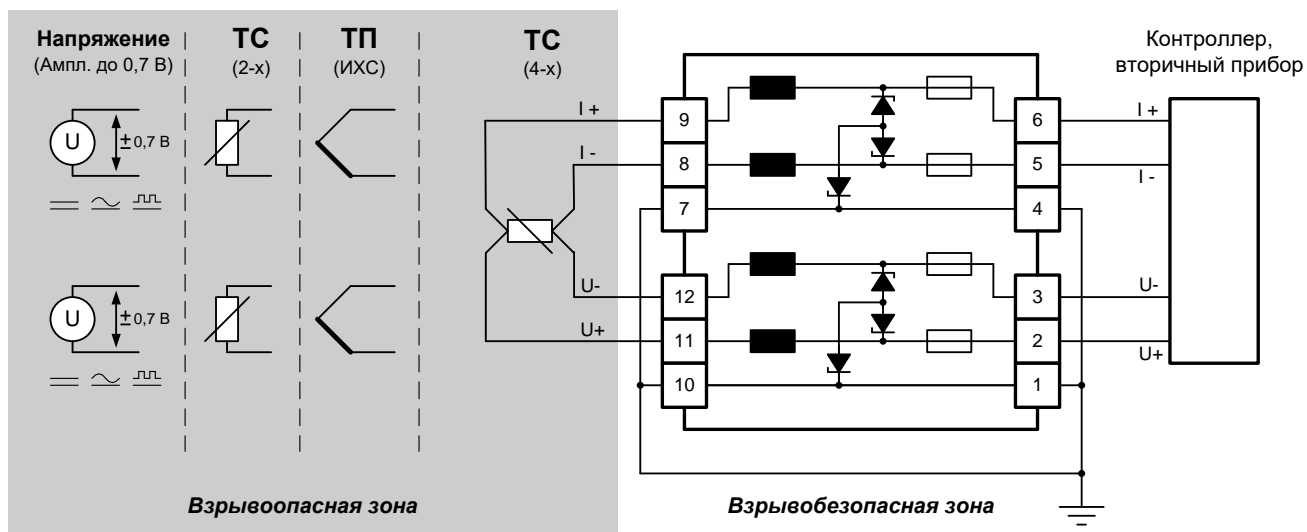 Напряжение
(Ампл. до 0,7 В)
ТС
(2-х)
ТП
(ИХС)
ТС
(4-х)
Контроллер,
вторичный прибор
U
± 0,7 В
U
± 0,7 В
I +
I -
U-
U+
9
8
7
12
11
10
6
5
4
3
2
1
I +
I -
U-
U+
Взрывоопасная зона
Взрывобезопасная зона